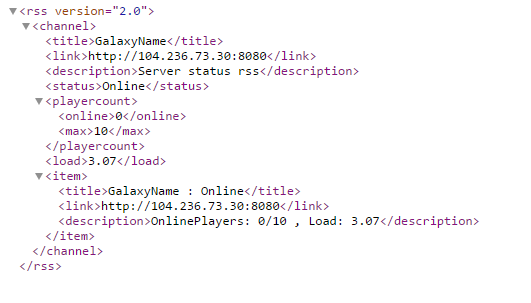 <rss version="2.0">
<channel>
<title>GalaxyName</title>
<link>http://104.236.73.30:8080</link>
<description>Server status rss</description>
<status>Online</status>
<playercount>
<online>0</online>
<max>10</max>
</playercount>
<load>3.07</load>
<item>
<title>GalaxyName : Online</title>
<link>http://104.236.73.30:8080</link>
<description>OnlinePlayers: 0/10 , Load: 3.07</description>
</item>
</channel>
</rss>